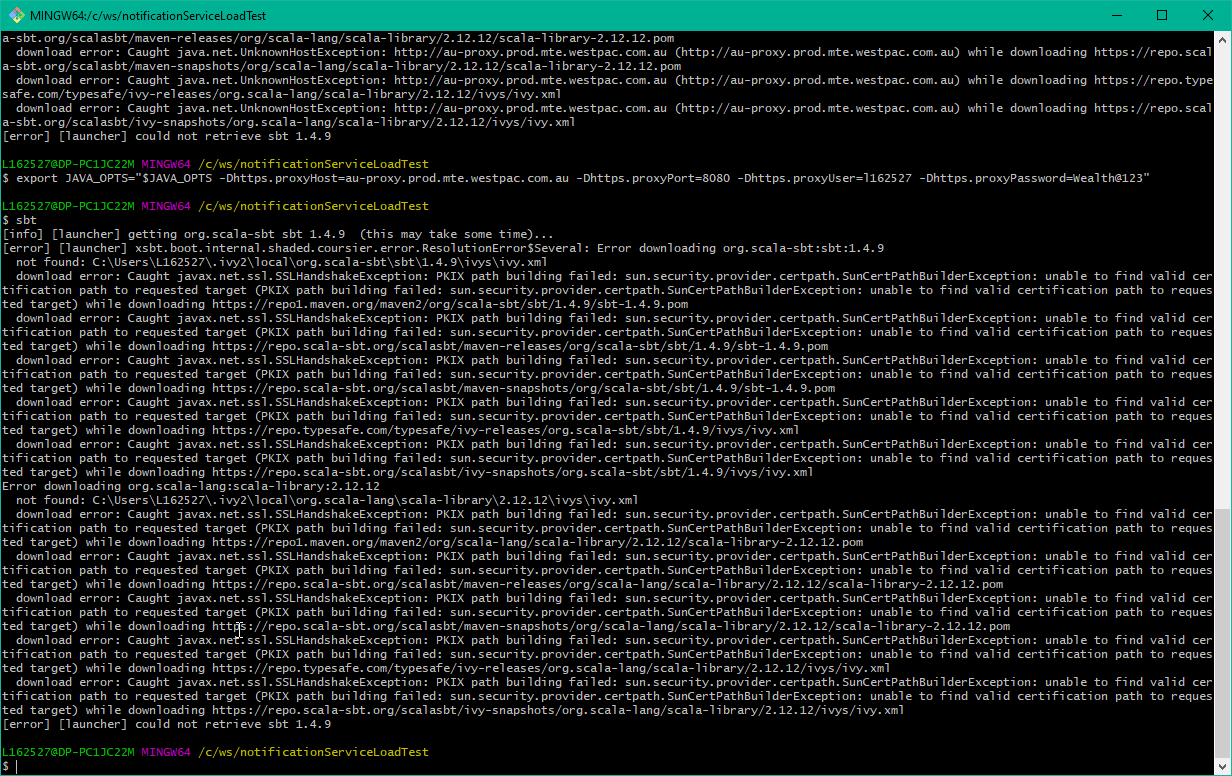 MINGW64:/c/ws/notificationServiceLoadTest
a-sbt.org/scalasbt/maven-releases/org/scala-lang/scala-library/2.12.12/scala-library-2.12.12.pom
  download error: Caught java.net.UnknownHostException: http://au-proxy.prod.mte.westpac.com.au (http://au-proxy.prod.mte.westpac.com.au) while downloading https://repo.scal
a-sbt.org/scalasbt/maven-snapshots/org/scala-lang/scala-library/2.12.12/scala-library-2.12.12.pom
  download error: Caught java.net.UnknownHostException: http://au-proxy.prod.mte.westpac.com.au (http://au-proxy.prod.mte.westpac.com.au) while downloading https://repo.type
safe.com/typesafe/ivy-releases/org.scala-lang/scala-library/2.12.12/ivys/ivy.xml
  download error: Caught java.net.UnknownHostException: http://au-proxy.prod.mte.westpac.com.au (http://au-proxy.prod.mte.westpac.com.au) while downloading https://repo.scal
a-sbt.org/scalasbt/ivy-snapshots/org.scala-lang/scala-library/2.12.12/ivys/ivy.xml
[error] [launcher] could not retrieve sbt 1.4.9
L162527@DP-PC1JC22M MINGW64 /c/ws/notificationServiceLoadTest
$ export JAVA_OPTS="$JAVA_OPTS -Dhttps.proxyHost=au-proxy.prod.mte.westpac.com.au -Dhttps.proxyPort=8080 -Dhttps.proxyUser=l162527 -Dhttps.proxyPassword=Wealth@123"
L162527@DP-PC1JC22M MINGW64 /c/ws/notificationServiceLoadTest
$ sbt
[info] [launcher] getting org.scala-sbt sbt 1.4.9  (this may take some time)...
[error] [launcher] xsbt.boot.internal.shaded.coursier.error.ResolutionError$Several: Error downloading org.scala-sbt:sbt:1.4.9
  not found: C:\Users\L162527\.ivy2\local\org.scala-sbt\sbt\1.4.9\ivys\ivy.xml
  download error: Caught javax.net.ssl.SSLHandshakeException: PKIX path building failed: sun.security.provider.certpath.SunCertPathBuilderException: unable to find valid cer
tification path to requested target (PKIX path building failed: sun.security.provider.certpath.SunCertPathBuilderException: unable to find valid certification path to reques
ted target) while downloading https://repo1.maven.org/maven2/org/scala-sbt/sbt/1.4.9/sbt-1.4.9.pom
  download error: Caught javax.net.ssl.SSLHandshakeException: PKIX path building failed: sun.security.provider.certpath.SunCertPathBuilderException: unable to find valid cer
tification path to requested target (PKIX path building failed: sun.security.provider.certpath.SunCertPathBuilderException: unable to find valid certification path to reques
ted target) while downloading https://repo.scala-sbt.org/scalasbt/maven-releases/org/scala-sbt/sbt/1.4.9/sbt-1.4.9.pom
  download error: Caught javax.net.ssl.SSLHandshakeException: PKIX path building failed: sun.security.provider.certpath.SunCertPathBuilderException: unable to find valid cer
tification path to requested target (PKIX path building failed: sun.security.provider.certpath.SunCertPathBuilderException: unable to find valid certification path to reques
ted target) while downloading https://repo.scala-sbt.org/scalasbt/maven-snapshots/org/scala-sbt/sbt/1.4.9/sbt-1.4.9.pom
  download error: Caught javax.net.ssl.SSLHandshakeException: PKIX path building failed: sun.security.provider.certpath.SunCertPathBuilderException: unable to find valid cer
tification path to requested target (PKIX path building failed: sun.security.provider.certpath.SunCertPathBuilderException: unable to find valid certification path to reques
ted target) while downloading https://repo.typesafe.com/typesafe/ivy-releases/org.scala-sbt/sbt/1.4.9/ivys/ivy.xml
  download error: Caught javax.net.ssl.SSLHandshakeException: PKIX path building failed: sun.security.provider.certpath.SunCertPathBuilderException: unable to find valid cer
tification path to requested target (PKIX path building failed: sun.security.provider.certpath.SunCertPathBuilderException: unable to find valid certification path to reques
ted target) while downloading https://repo.scala-sbt.org/scalasbt/ivy-snapshots/org.scala-sbt/sbt/1.4.9/ivys/ivy.xml
Error downloading org.scala-lang:scala-library:2.12.12
  not found: C:\Users\L162527\.ivy2\local\org.scala-lang\scala-library\2.12.12\ivys\ivy.xml
  download error: Caught javax.net.ssl.SSLHandshakeException: PKIX path building failed: sun.security.provider.certpath.SunCertPathBuilderException: unable to find valid cer
tification path to requested target (PKIX path building failed: sun.security.provider.certpath.SunCertPathBuilderException: unable to find valid certification path to reques
ted target) while downloading https://repo1.maven.org/maven2/org/scala-lang/scala-library/2.12.12/scala-library-2.12.12.pom
  download error: Caught javax.net.ssl.SSLHandshakeException: PKIX path building failed: sun.security.provider.certpath.SunCertPathBuilderException: unable to find valid cer
tification path to requested target (PKIX path building failed: sun.security.provider.certpath.SunCertPathBuilderException: unable to find valid certification path to reques
ted target) while downloading https://repo.scala-sbt.org/scalasbt/maven-releases/org/scala-lang/scala-library/2.12.12/scala-library-2.12.12.pom
  download error: Caught javax.net.ssl.SSLHandshakeException: PKIX path building failed: sun.security.provider.certpath.SunCertPathBuilderException: unable to find valid cer
tification path to requested target (PKIX path building failed: sun.security.provider.certpath.SunCertPathBuilderException: unable to find valid certification path to reques
ted target) while downloading https://repo.scala-sbt.org/scalasbt/maven-snapshots/org/scala-lang/scala-library/2.12.12/scala-library-2.12.12.pom
  download error: Caught javax.net.ssl.SSLHandshakeException: PKIX path building failed: sun.security.provider.certpath.SunCertPathBuilderException: unable to find valid cer
tification path to requested target (PKIX path building failed: sun.security.provider.certpath.SunCertPathBuilderException: unable to find valid certification path to reques
ted target) while downloading https://repo.typesafe.com/typesafe/ivy-releases/org.scala-lang/scala-library/2.12.12/ivys/ivy.xml
  download error: Caught javax.net.ssl.SSLHandshakeException: PKIX path building failed: sun.security.provider.certpath.SunCertPathBuilderException: unable to find valid cer
tification path to requested target (PKIX path building failed: sun.security.provider.certpath.SunCertPathBuilderException: unable to find valid certification path to reques
ted target) while downloading https://repo.scala-sbt.org/scalasbt/ivy-snapshots/org.scala-lang/scala-library/2.12.12/ivys/ivy.xml
[error] [launcher] could not retrieve sbt 1.4.9
L162527@DP-PC1JC22M MINGW64 /c/ws/notificationServiceLoadTest
$